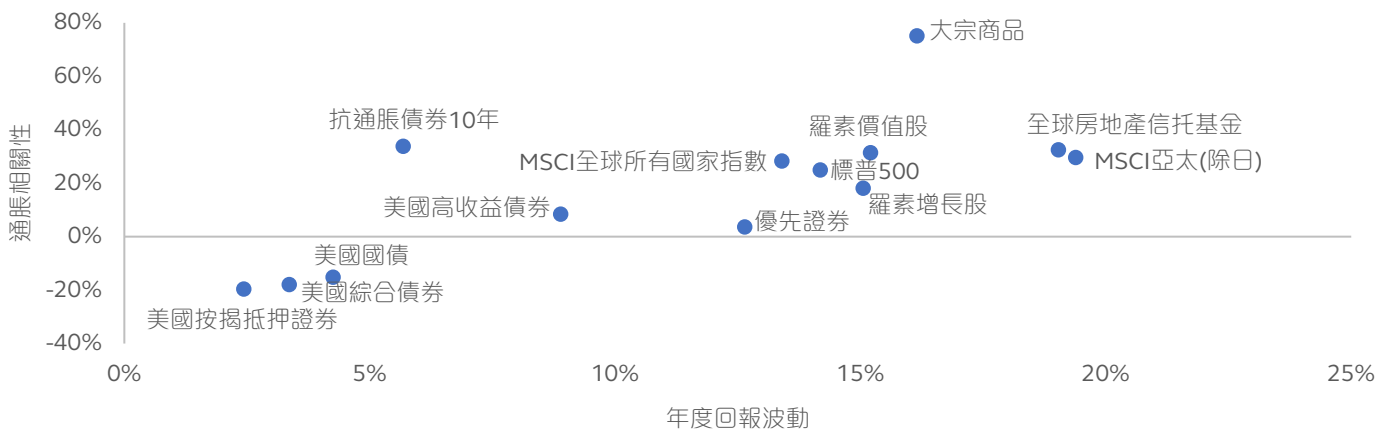 80%
大宗商品
60%
抗通脹債券10年
羅素價值股
全球房地產信托基金
40%
MSCI全球所有國家指數
標普500
MSCI亞太(除日)
20%
美國高收益債券
優先證券
羅素增長股
0%
美國國債
美國綜合債券
-20%
美國按揭抵押證券
-40%
通脹相關性
0%
5%
10%
15%
20%
25%
年度回報波動